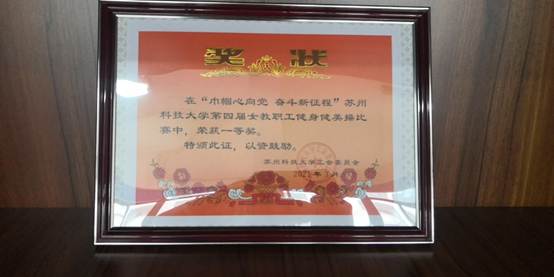 奖 状
在“巾帼心向党 奋斗新征程”苏州
科技大学第四届女教职工健身健美操比
赛中，荣获一等奖。
特颁此证，以资鼓励。
苏州科技大学工会委员会